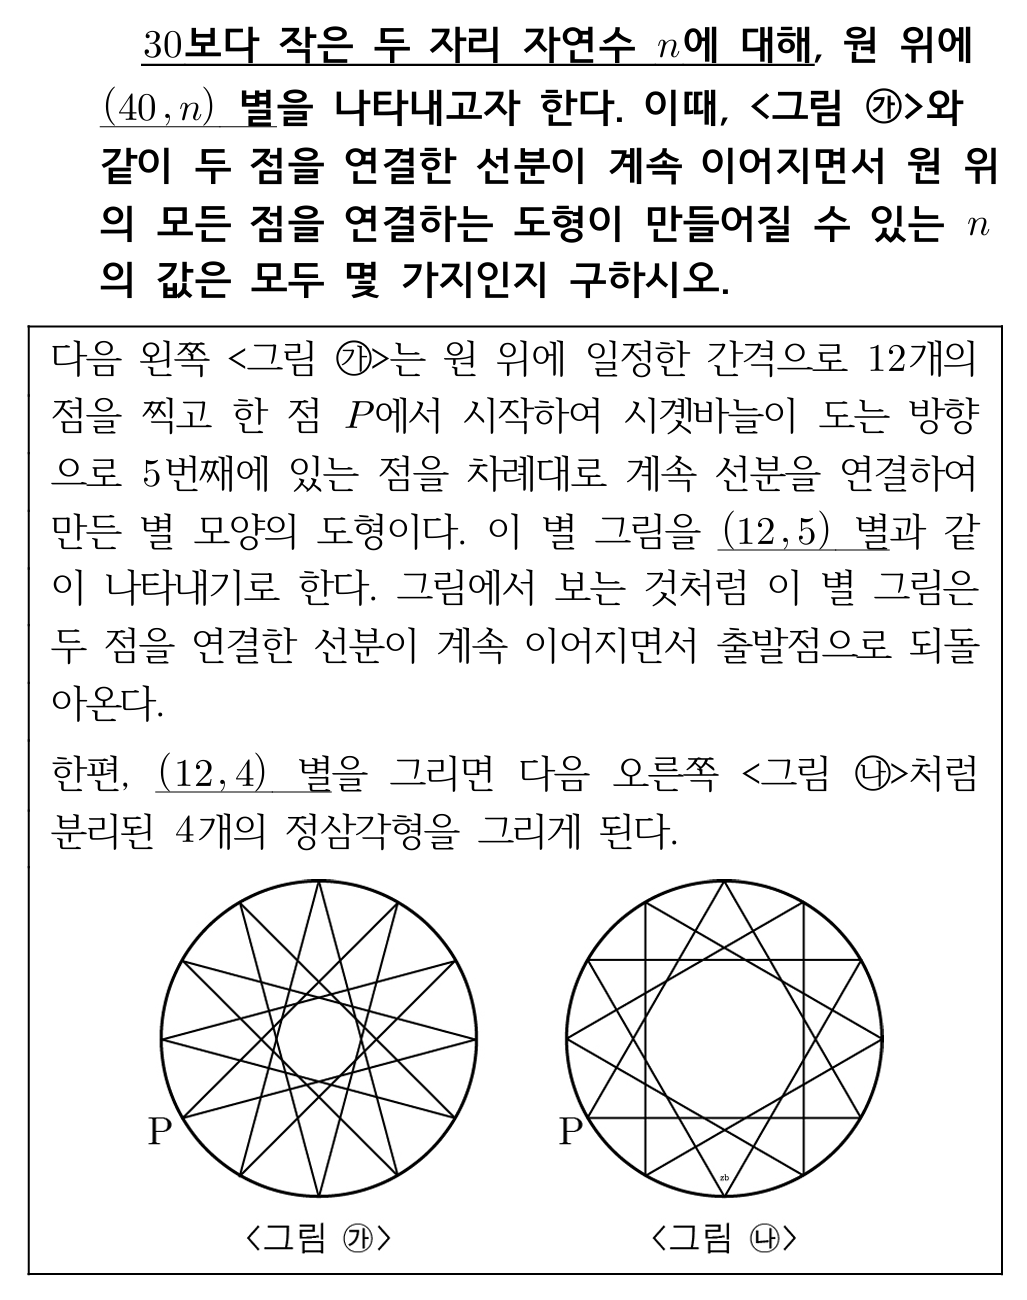 30보다 작은 두 자리 자연수 n에 대해, 원 위에
(40, n) 별을 나타내고자 한다. 이때, <그림 ㉮>와
같이 두 점을 연결한 선분이 계속 이어지면서 원 위
의 모든 점을 연결하는 도형이 만들어질 수 있는 n
의 값은 모두 몇 가지인지 구하시오.
다음 왼쪽 <그림 ㉮>는 원 위에 일정한 간격으로 12개의
점을 찍고 한 점 P에서 시작하여 시곗바늘이 도는 방향
으로 5번째에 있는 점을 차례대로 계속 선분을 연결하여
만든 별 모양의 도형이다. 이 별 그림을 (12, 5) 별과 같
이 나타내기로 한다. 그림에서 보는 것처럼 이 별 그림은
두 점을 연결한 선분이 계속 이어지면서 출발점으로 되돌
아온다.
한편, (12, 4) 별을 그리면 다음 오른쪽 <그림 ㉯>처럼
분리된 4개의 정삼각형을 그리게 된다.
P P
zb
<그림 ㉮> <그림 ㉯>